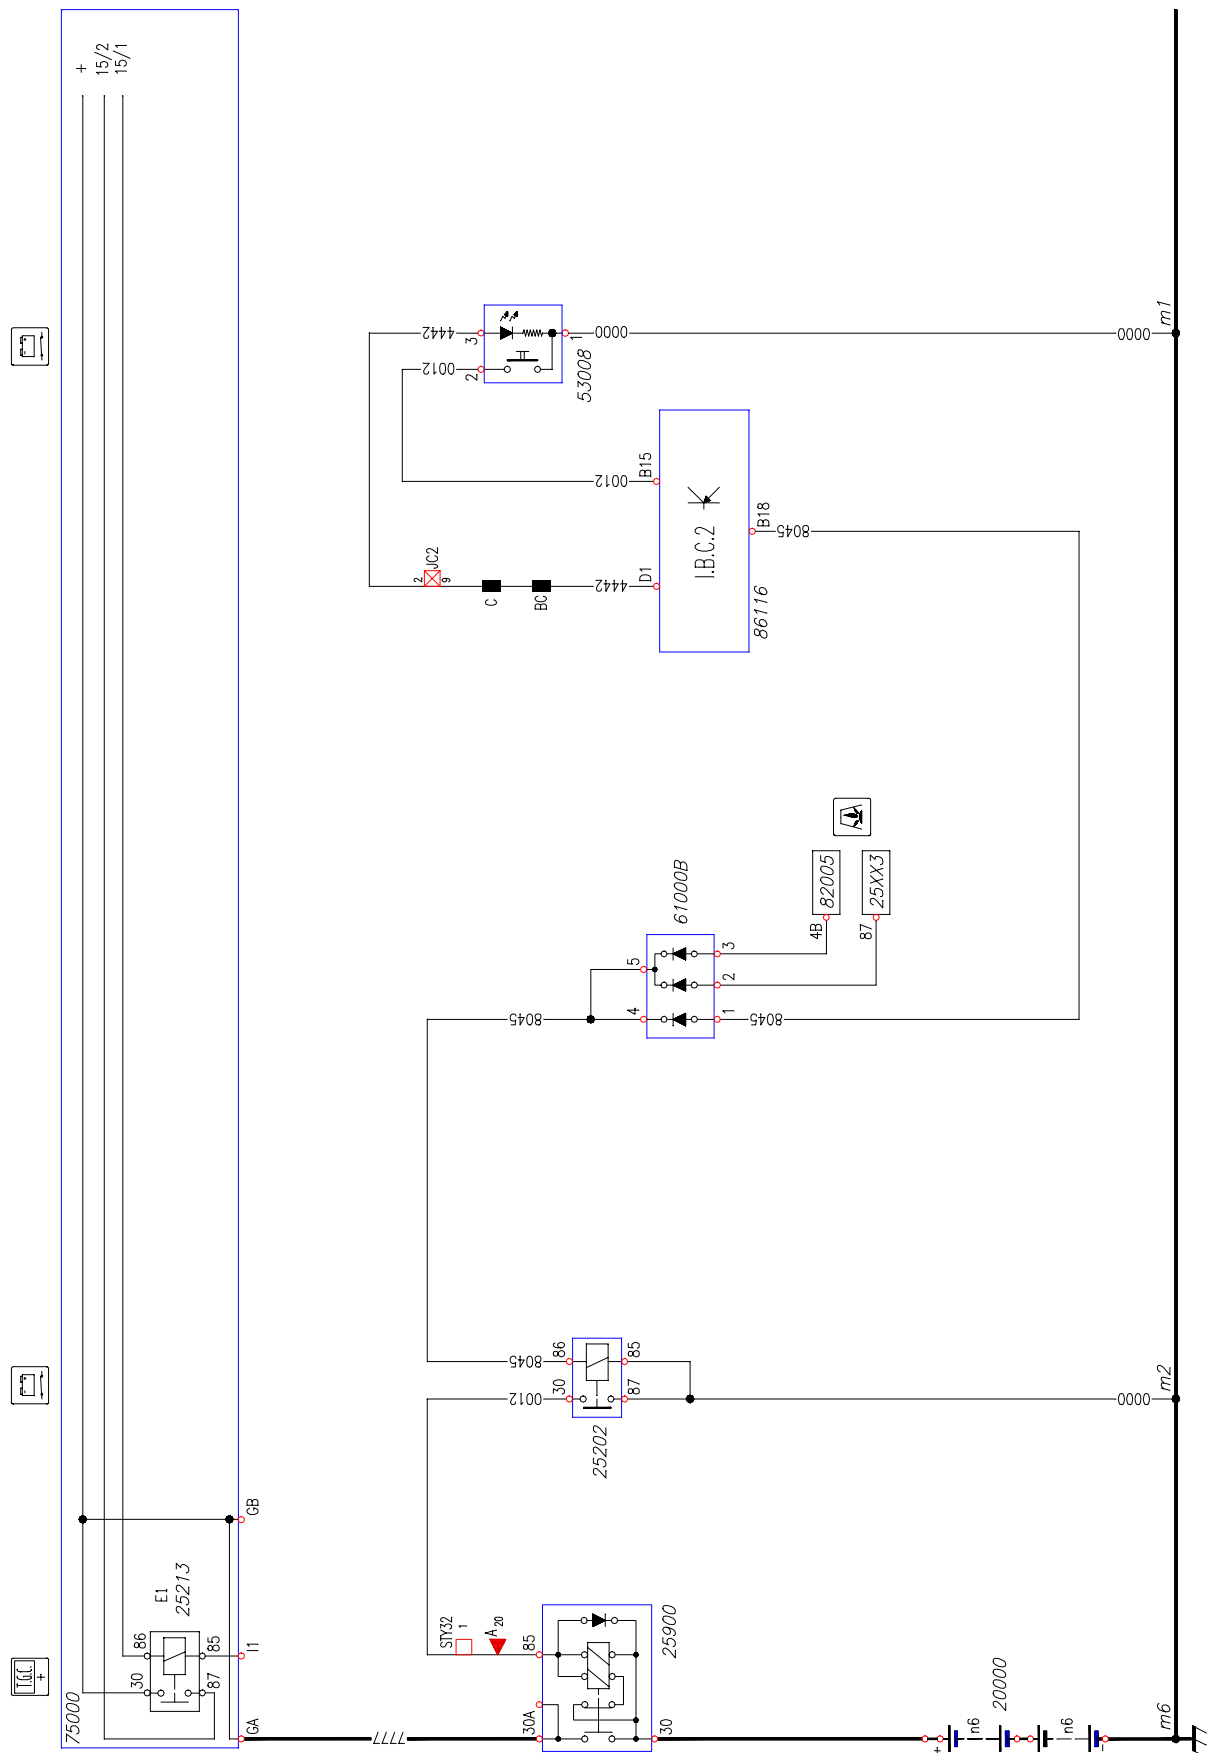 +
15/2
15/1
75000
T.G.C.
+
E1
25213
86
30
85
87
I1
GA
GB
7777
30A
85
30
25900
STY32
1
A 20
0012
8045
30
86
87
85
25202
0000
m2
8045
4
5
1
2
3
61000B
8045
4B
82005
87
25XX3
2
JC2
9
C
BC
4442
D1
0012
B15
I.B.C.2
86116
B18
8045
4442
3
0012
2
1
0000
53008
0000
m1
+
n6
20000
n6
-
m6